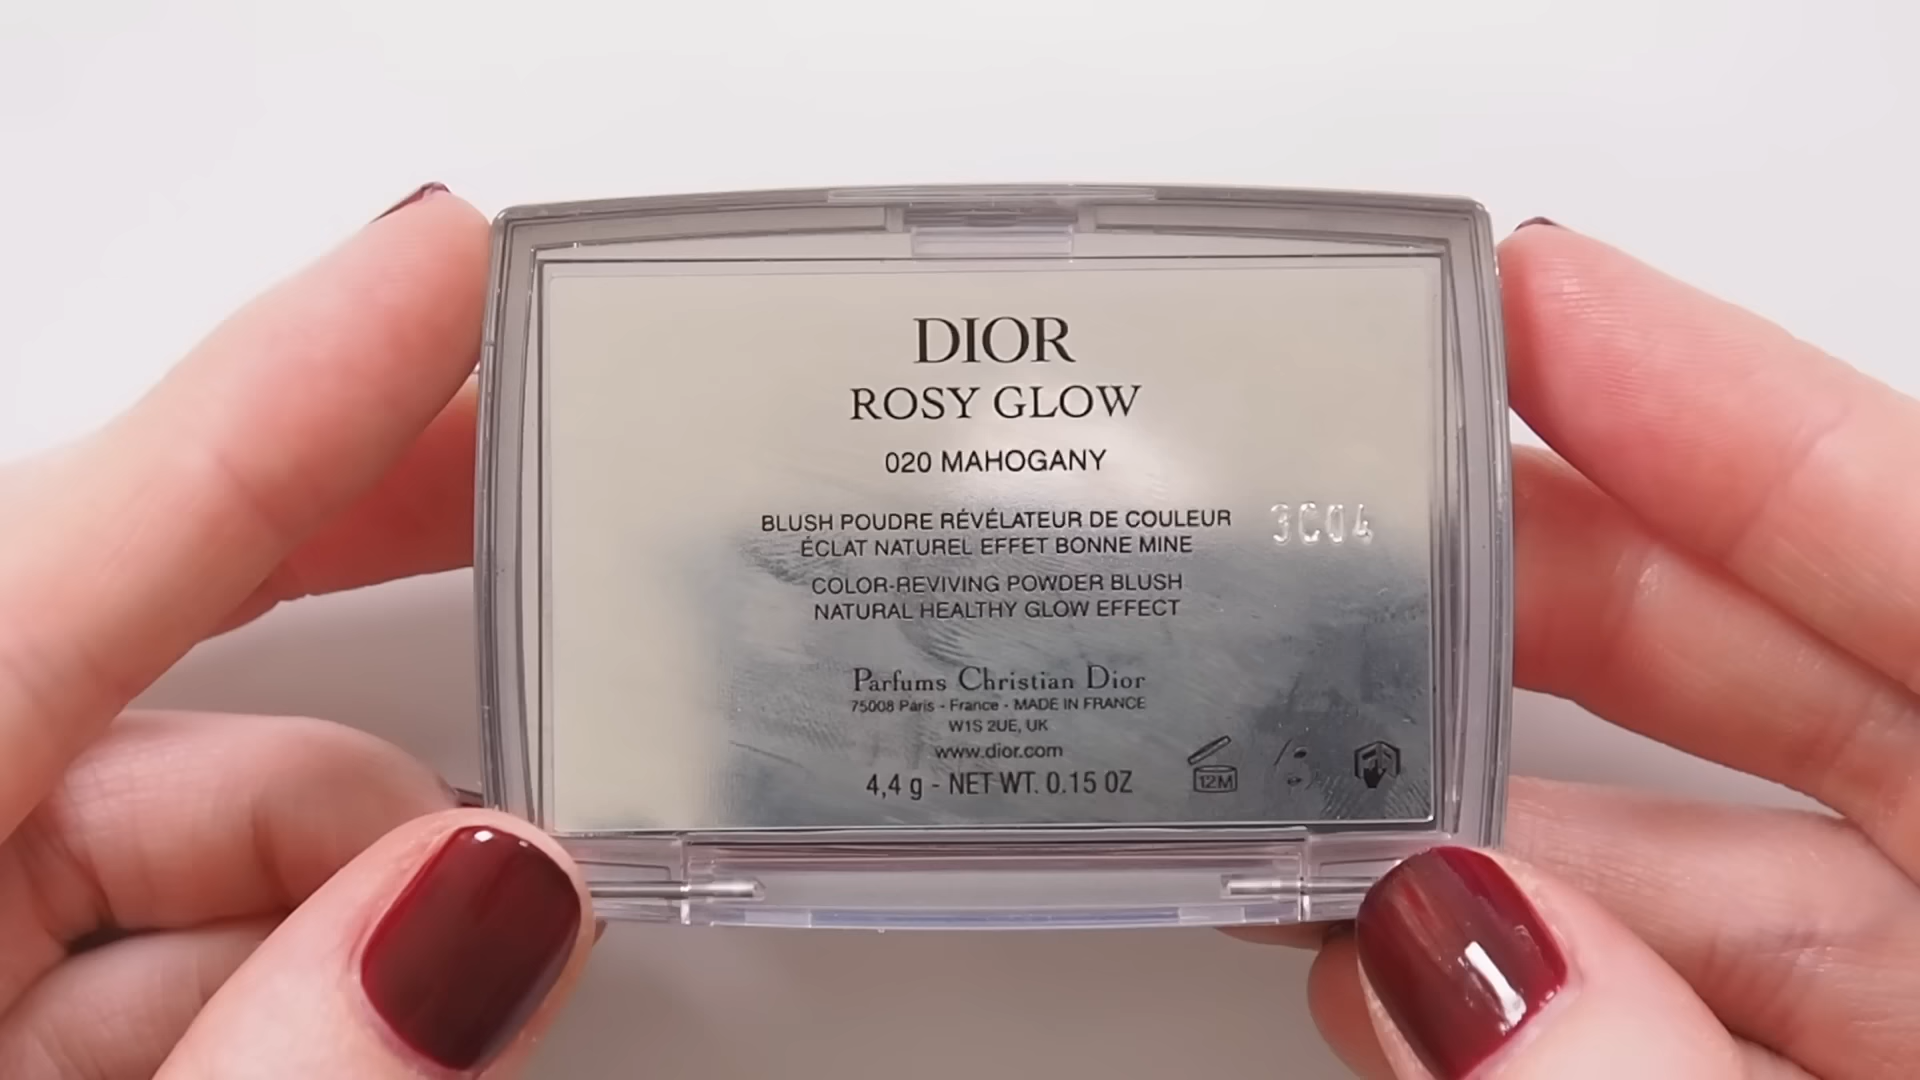 DIOR
ROSY GLOW
020 MAHOGANY
BLUSH POUDRE RÉVÉLATEUR DE COULEUR
ÉCLAT NATUREL EFFET BONNE MINE
3C04
COLOR-REVIVING POWDER BLUSH
NATURAL HEALTHY GLOW EFFECT
Parfums Christian Dior
75008 Paris - France - MADE IN FRANCE
W1S 2UE, UK
www.dior.com
4,4 g - NET WT. 0.15 OZ
12M